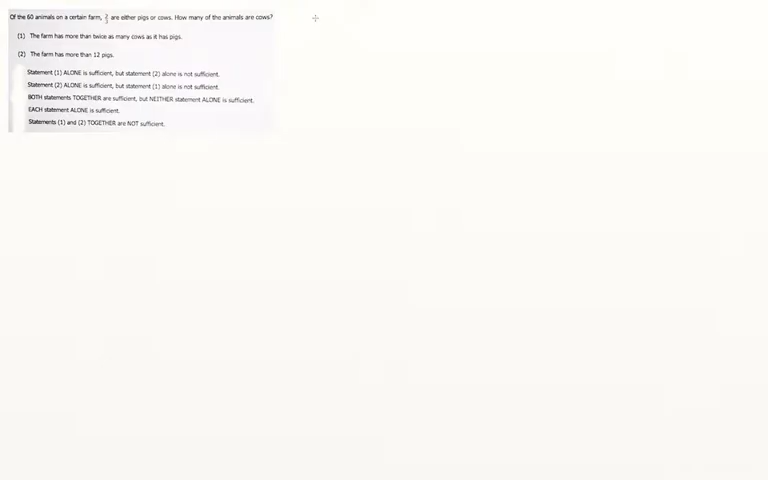 Of the 60 animals on a certain farm, 2/3 are either pigs or cows. How many of the animals are cows?
(1) The farm has more than twice as many cows as it has pigs.
(2) The farm has more than 12 pigs.
Statement (1) ALONE is sufficient, but statement (2) alone is not sufficient.
Statement (2) ALONE is sufficient, but statement (1) alone is not sufficient.
BOTH statements TOGETHER are sufficient, but NEITHER statement ALONE is sufficient.
EACH statement ALONE is sufficient.
Statements (1) and (2) TOGETHER are NOT sufficient.